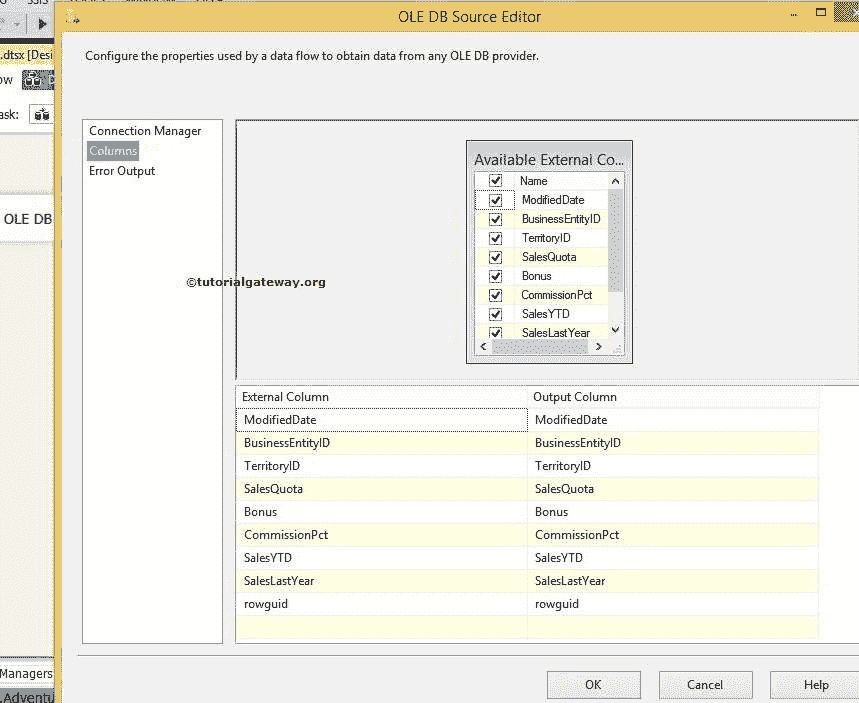 OLE DB Source Editor
.dtsx [Desi
ow
ask:
OLE DB
Managers
.Adventu
Configure the properties used by a data flow to obtain data from any OLE DB provider.
Connection Manager
Columns
Error Output
©tutorialgateway.org
Available External Co...
Name
ModifiedDate
BusinessEntityID
TerritoryID
SalesQuota
Bonus
CommissionPct
SalesYTD
SalesLastYear
External Column Output Column
ModifiedDate ModifiedDate
BusinessEntityID BusinessEntityID
TerritoryID TerritoryID
SalesQuota SalesQuota
Bonus Bonus
CommissionPct CommissionPct
SalesYTD SalesYTD
SalesLastYear SalesLastYear
rowguid rowguid
OK Cancel Help